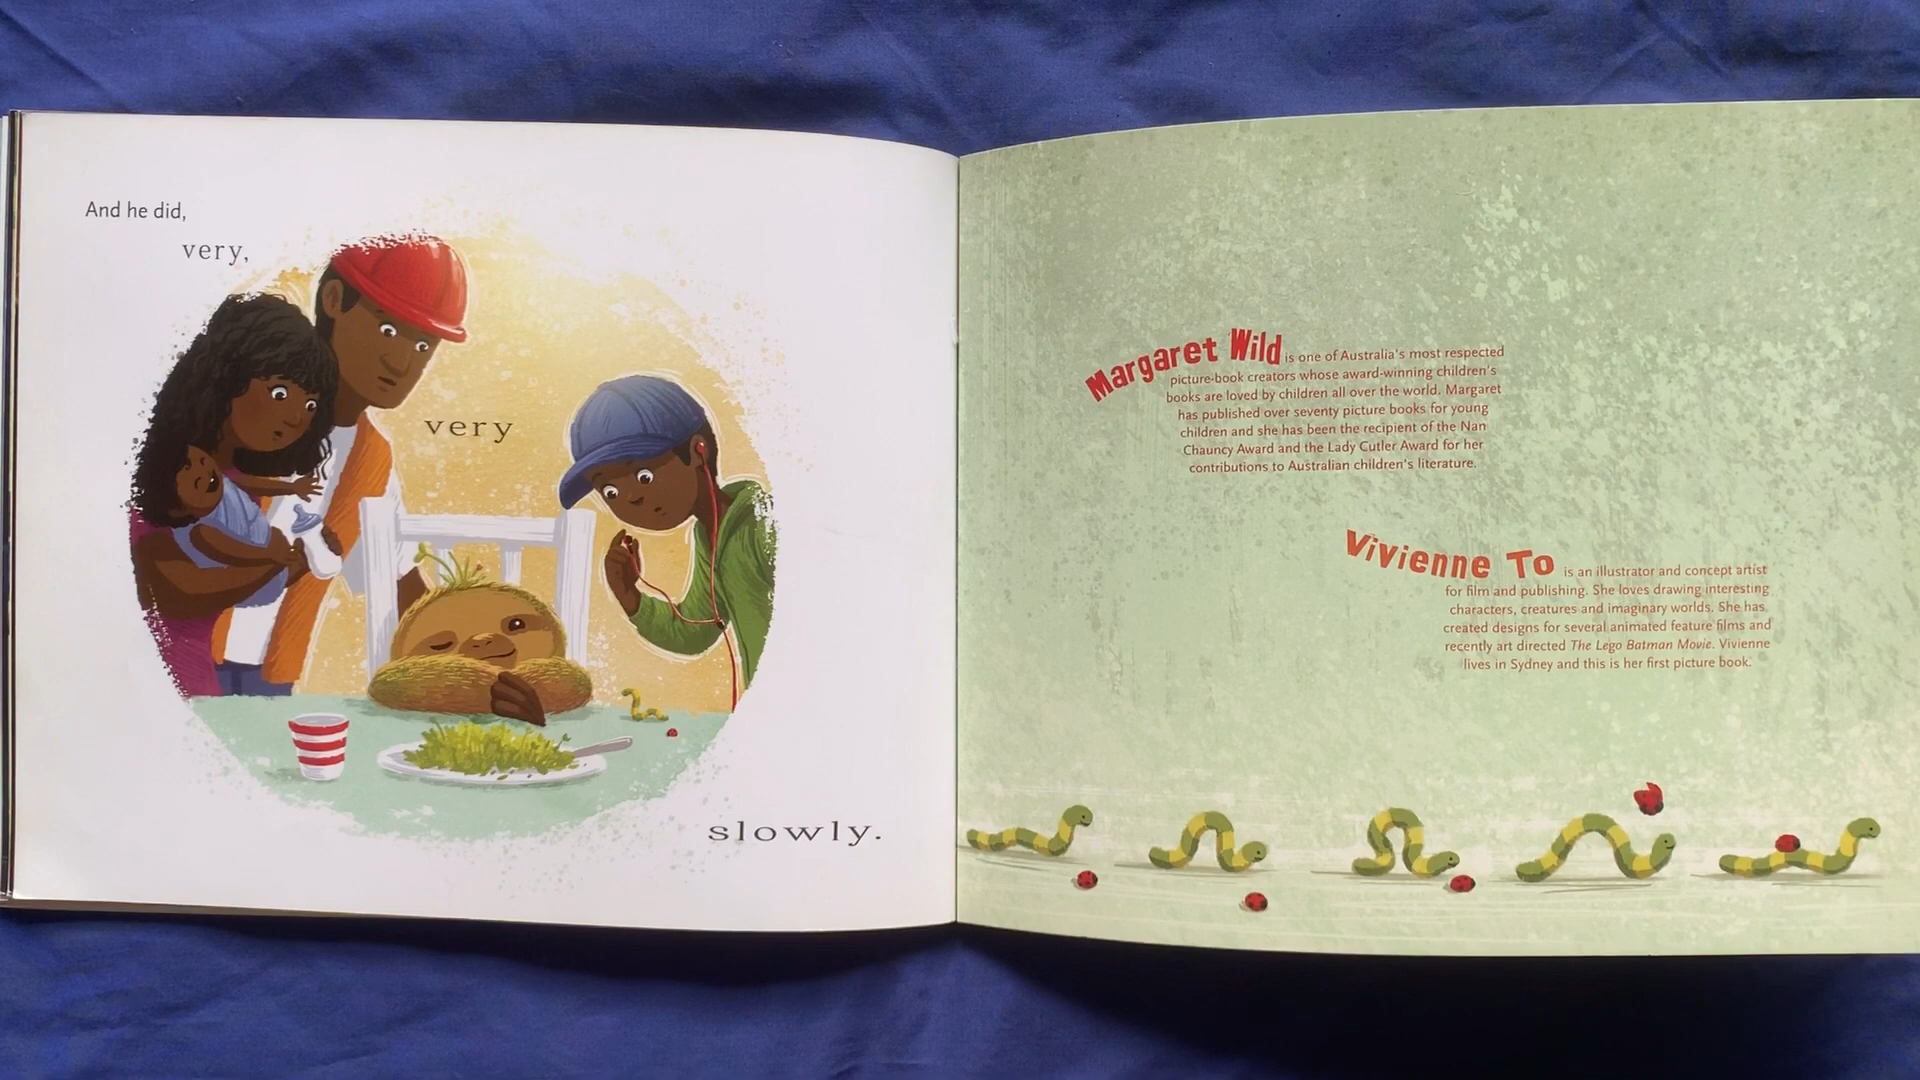 And he did,
very,
very
slowly.
Margaret Wild is one of Australia's most respected
picture-book creators whose award-winning children's
books are loved by children all over the world. Margaret
has published over seventy picture books for young
children and she has been the recipient of the Nan
Chauncy Award and the Lady Cutler Award for her
contributions to Australian children's literature.
Vivienne To is an illustrator and concept artist
for film and publishing. She loves drawing interesting
characters, creatures and imaginary worlds. She has
created designs for several animated feature films and
recently art directed The Lego Batman Movie. Vivienne
lives in Sydney and this is her first picture book.